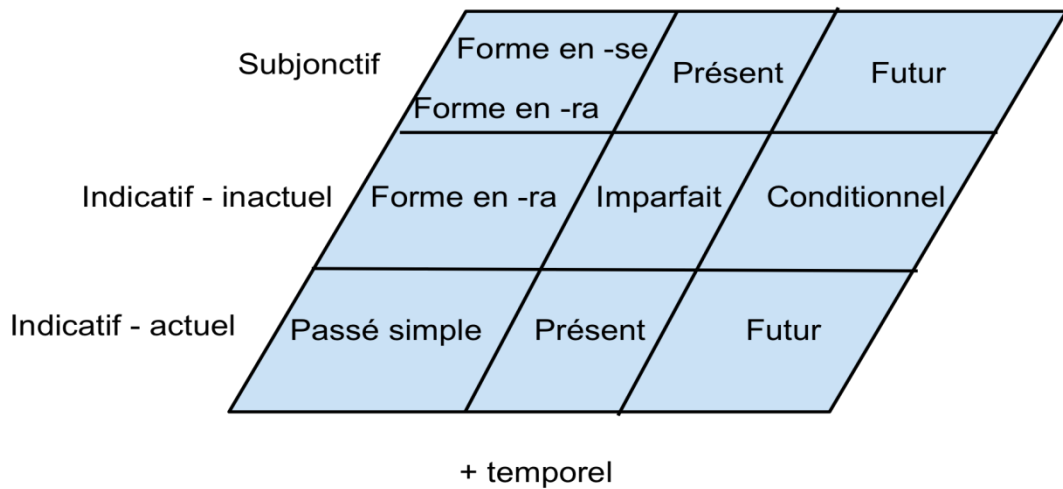 Subjonctif
Forme en -se
Forme en -ra
Présent
Futur
Indicatif - inactuel
Forme en -ra
Imparfait
Conditionnel
Indicatif - actuel
Passé simple
Présent
Futur
+ temporel